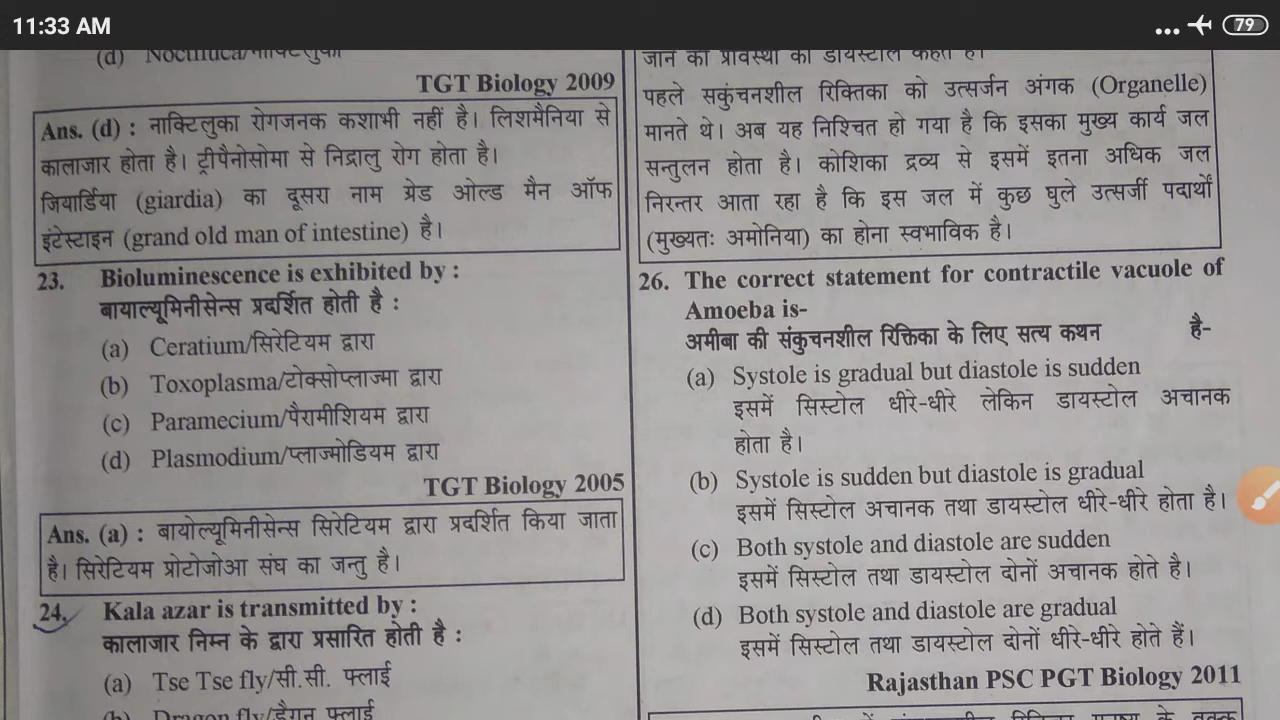 11:33 AM
79
(d) Noctiluca/नाक्टिलुका
TGT Biology 2009
Ans. (d) : नाक्टिलुका रोगजनक कशाभी नहीं है। लिशमैनिया से
कालाजार होता है। ट्रीपैनोसोमा से निद्रालु रोग होता है।
जियार्डिया (giardia) का दूसरा नाम ग्रेड ओल्ड मैन ऑफ
इंटेस्टाइन (grand old man of intestine) है।
23. Bioluminescence is exhibited by :
बायाल्यूमिनीसेन्स प्रदर्शित होती है :
(a) Ceratium/सिरेटियम द्वारा
(b) Toxoplasma/टोक्सोप्लाज्मा द्वारा
(c) Paramecium/पैरामीशियम द्वारा
(d) Plasmodium/प्लाज्मोडियम द्वारा
TGT Biology 2005
Ans. (a) : बायोल्यूमिनीसेन्स सिरेटियम द्वारा प्रदर्शित किया जाता
है। सिरेटियम प्रोटोजोआ संघ का जन्तु है।
24. Kala azar is transmitted by :
कालाजार निम्न के द्वारा प्रसारित होती है :
(a) Tse Tse fly/सी.सी. फ्लाई
(b) Dragon fly/ड्रैगन फ्लाई
जाने की प्रावस्था को डायस्टोल कहते हैं।
पहले सकुंचनशील रिक्तिका को उत्सर्जन अंगक (Organelle)
मानते थे। अब यह निश्चित हो गया है कि इसका मुख्य कार्य जल
सन्तुलन होता है। कोशिका द्रव्य से इसमें इतना अधिक जल
निरन्तर आता रहा है कि इस जल में कुछ घुले उत्सर्जी पदार्थों
(मुख्यतः अमोनिया) का होना स्वभाविक है।
26. The correct statement for contractile vacuole of
Amoeba is-
अमीबा की संकुचनशील रिक्तिका के लिए सत्य कथन है-
(a) Systole is gradual but diastole is sudden
इसमें सिस्टोल धीरे-धीरे लेकिन डायस्टोल अचानक
होता है।
(b) Systole is sudden but diastole is gradual
इसमें सिस्टोल अचानक तथा डायस्टोल धीरे-धीरे होता है।
(c) Both systole and diastole are sudden
इसमें सिस्टोल तथा डायस्टोल दोनों अचानक होते है।
(d) Both systole and diastole are gradual
इसमें सिस्टोल तथा डायस्टोल दोनों धीरे-धीरे होते हैं।
Rajasthan PSC PGT Biology 2011